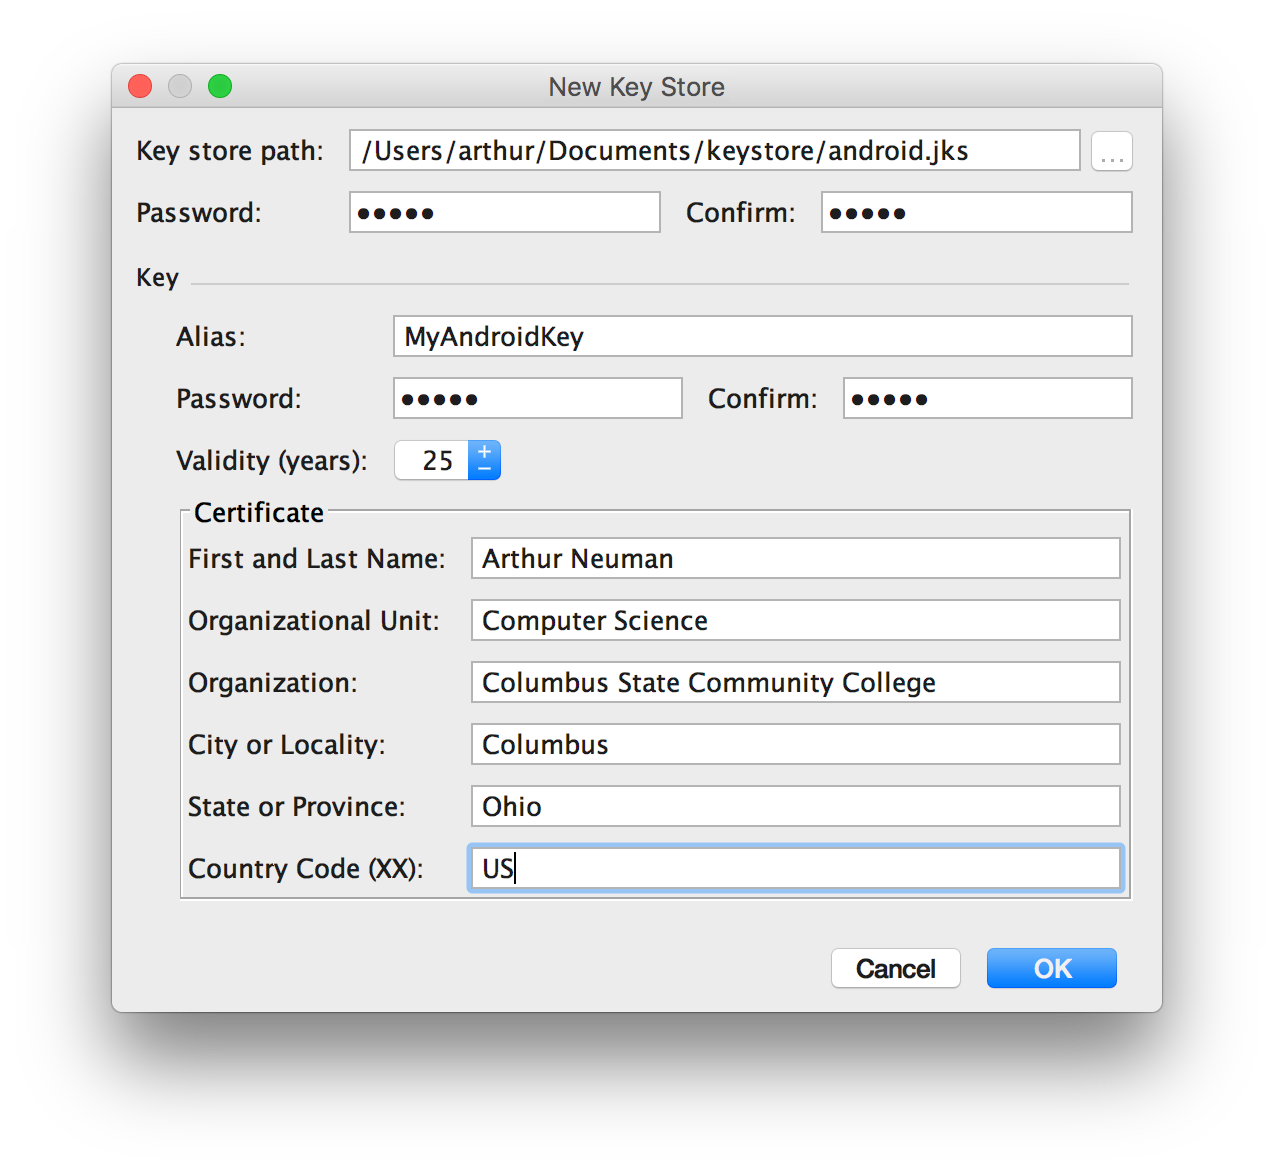 New Key Store
Key store path: /Users/arthur/Documents/keystore/android.jks ...
Password: ••••• Confirm: •••••
Key
Alias: MyAndroidKey
Password: ••••• Confirm: •••••
Validity (years): 25 + −
Certificate
First and Last Name: Arthur Neuman
Organizational Unit: Computer Science
Organization: Columbus State Community College
City or Locality: Columbus
State or Province: Ohio
Country Code (XX): US
Cancel OK